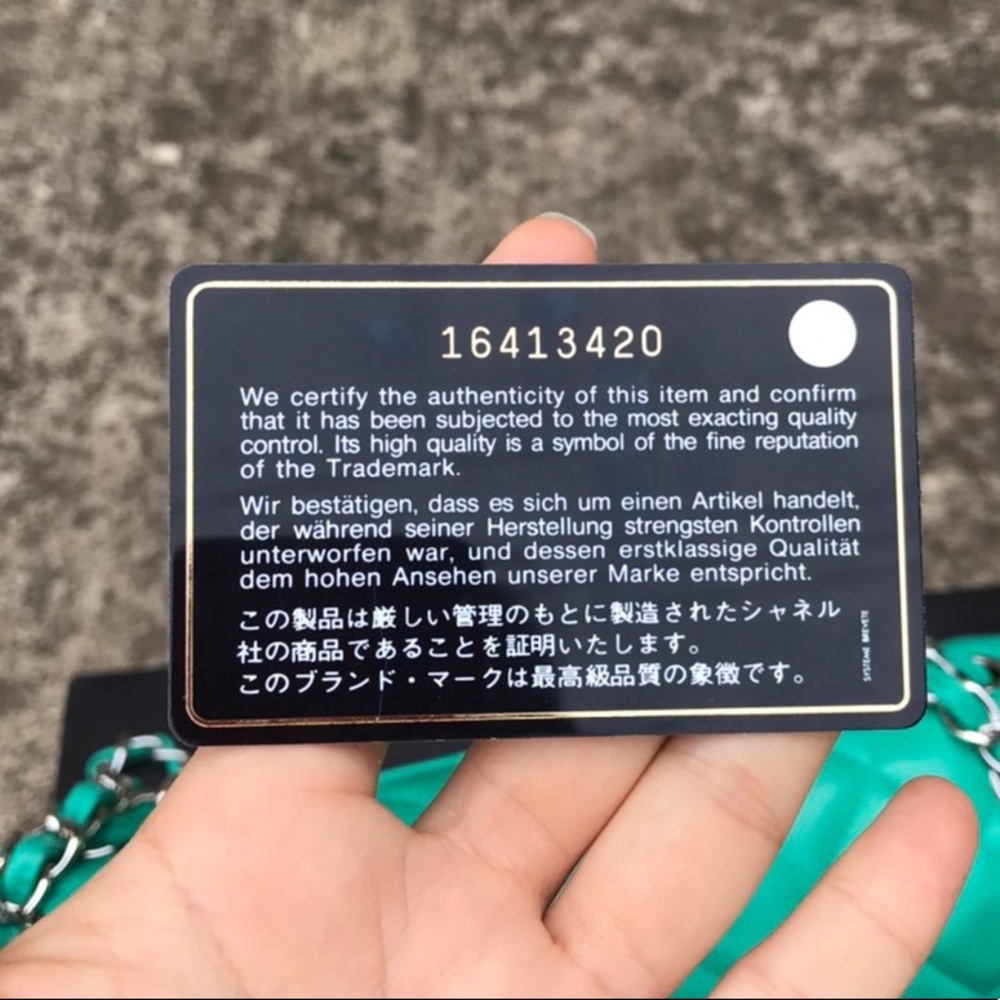 16413420
We certify the authenticity of this item and confirm
that it has been subjected to the most exacting quality
control. Its high quality is a symbol of the fine reputation
of the Trademark.
Wir bestätigen, dass es sich um einen Artikel handelt,
der während seiner Herstellung strengsten Kontrollen
unterworfen war, und dessen erstklassige Qualität
dem hohen Ansehen unserer Marke entspricht.
この製品は厳しい管理のもとに製造されたシャネル
社の商品であることを証明いたします。
このブランド・マークは最高級品質の象徴です。
SYSTEME BREVETE